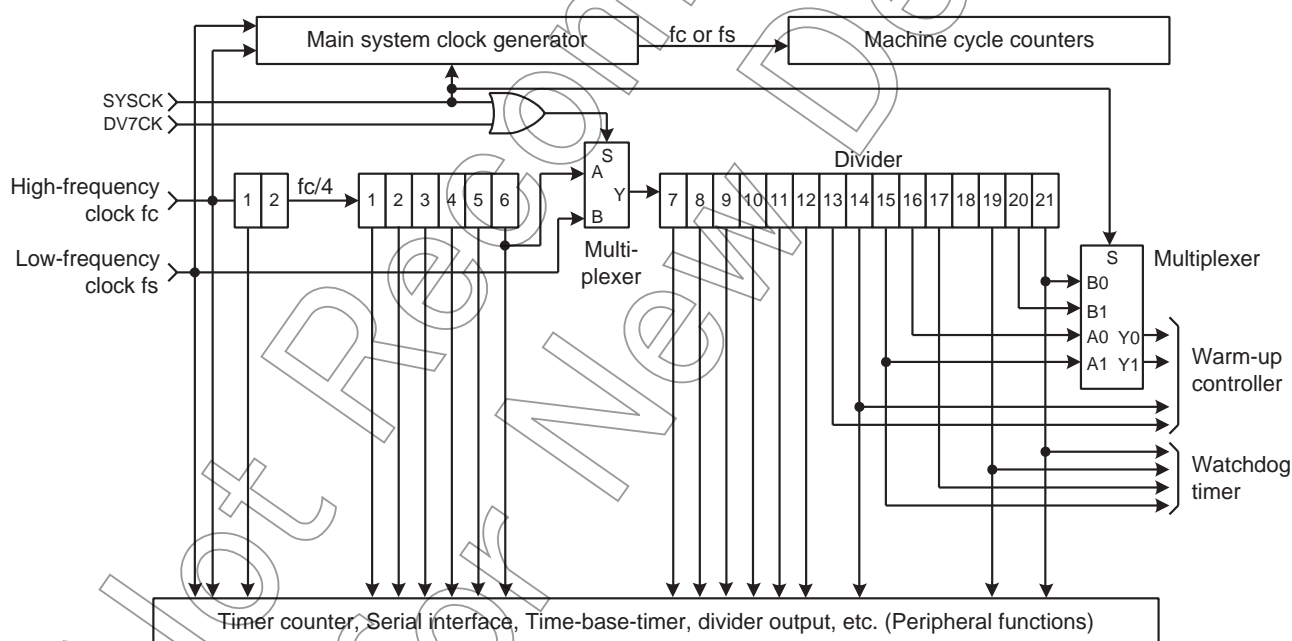 Main system clock generator
fc or fs
Machine cycle counters
SYSCK
DV7CK
High-frequency
clock fc
1 2
fc/4
1 2 3 4 5 6
S
A
Y
B
Multi-
plexer
Divider
7 8 9 10 11 12 13 14 15 16 17 18 19 20 21
Low-frequency
clock fs
S
B0
B1
A0 Y0
A1 Y1
Multiplexer
Warm-up
controller
Watchdog
timer
Timer counter, Serial interface, Time-base-timer, divider output, etc. (Peripheral functions)